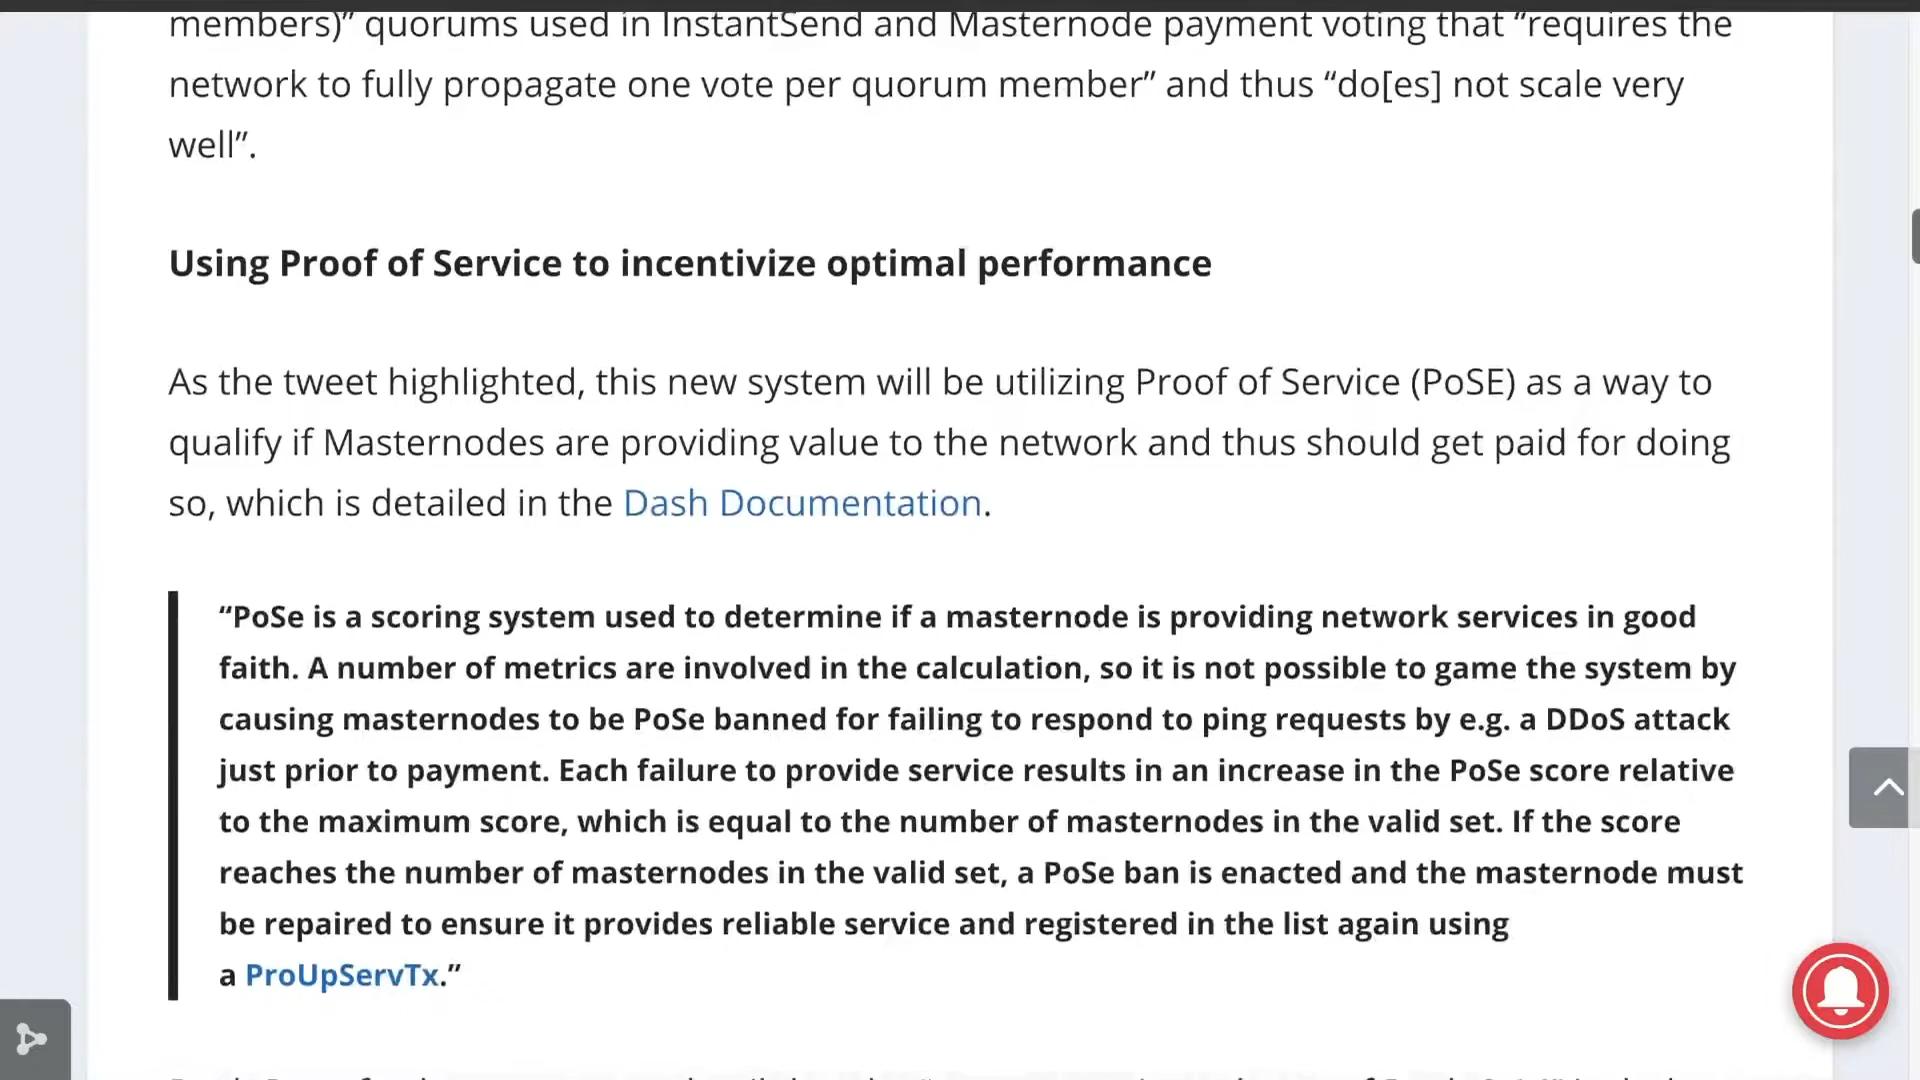 members)” quorums used in InstantSend and Masternode payment voting that “requires the
network to fully propagate one vote per quorum member” and thus “do[es] not scale very
well”.
Using Proof of Service to incentivize optimal performance
As the tweet highlighted, this new system will be utilizing Proof of Service (PoSE) as a way to
qualify if Masternodes are providing value to the network and thus should get paid for doing
so, which is detailed in the Dash Documentation.
“PoSe is a scoring system used to determine if a masternode is providing network services in good
faith. A number of metrics are involved in the calculation, so it is not possible to game the system by
causing masternodes to be PoSe banned for failing to respond to ping requests by e.g. a DDoS attack
just prior to payment. Each failure to provide service results in an increase in the PoSe score relative
to the maximum score, which is equal to the number of masternodes in the valid set. If the score
reaches the number of masternodes in the valid set, a PoSe ban is enacted and the masternode must
be repaired to ensure it provides reliable service and registered in the list again using
a ProUpServTx.”